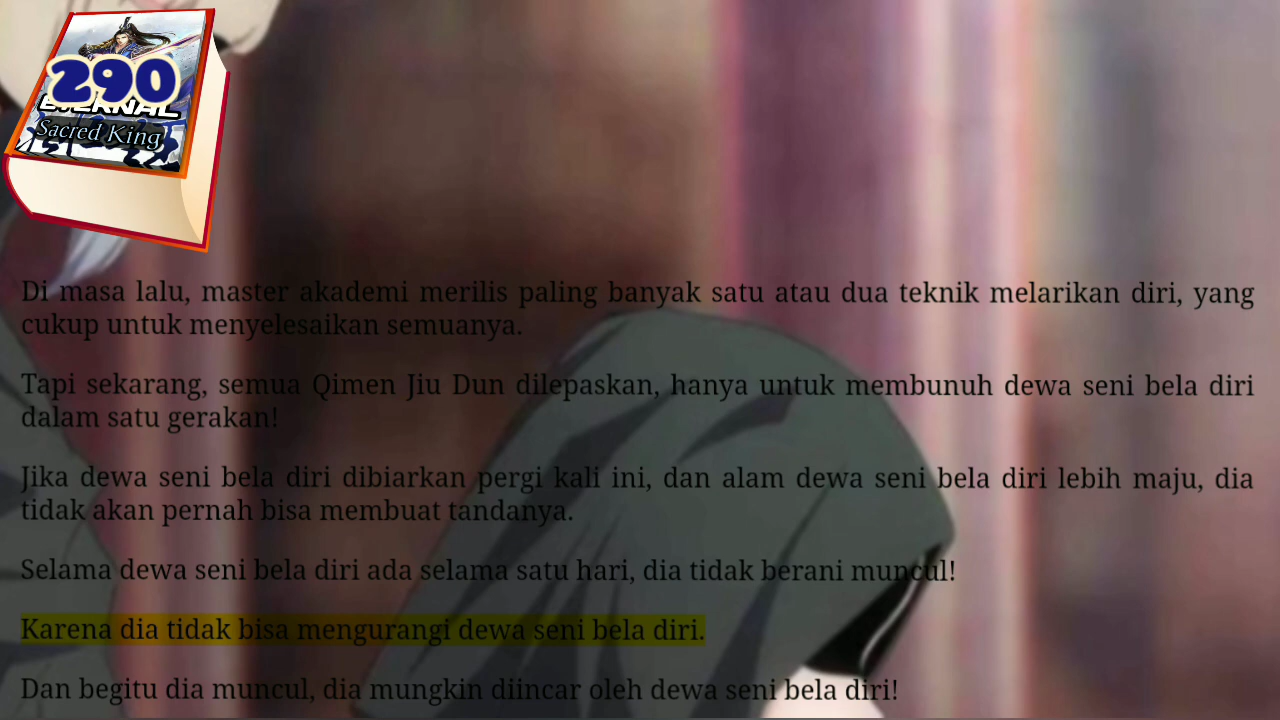 290
ETERNAL
Sacred King
Di masa lalu, master akademi merilis paling banyak satu atau dua teknik melarikan diri, yang
cukup untuk menyelesaikan semuanya.
Tapi sekarang, semua Qimen Jiu Dun dilepaskan, hanya untuk membunuh dewa seni bela diri
dalam satu gerakan!
Jika dewa seni bela diri dibiarkan pergi kali ini, dan alam dewa seni bela diri lebih maju, dia
tidak akan pernah bisa membuat tandanya.
Selama dewa seni bela diri ada selama satu hari, dia tidak berani muncul!
Karena dia tidak bisa mengurangi dewa seni bela diri.
Dan begitu dia muncul, dia mungkin diincar oleh dewa seni bela diri!